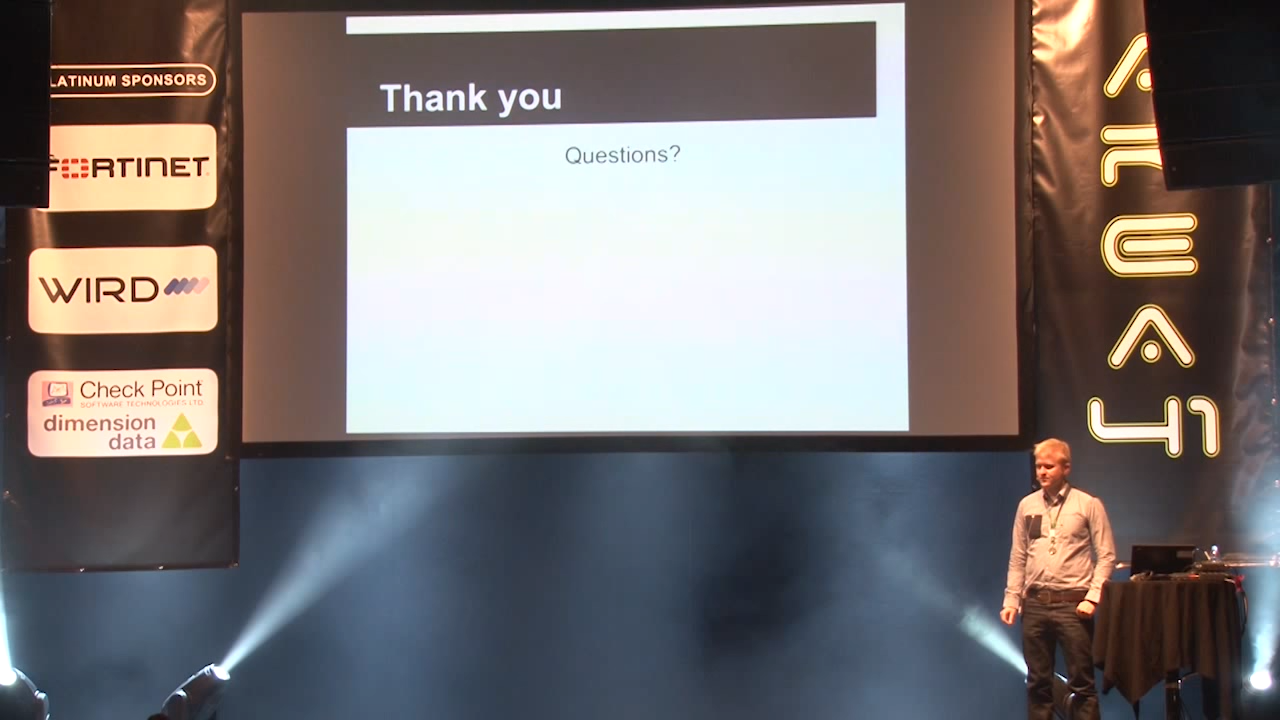 LATINUM SPONSORS
FORTINET
WIRD
Check Point
SOFTWARE TECHNOLOGIES LTD.
dimension
data
Thank you
Questions?
AREA
41